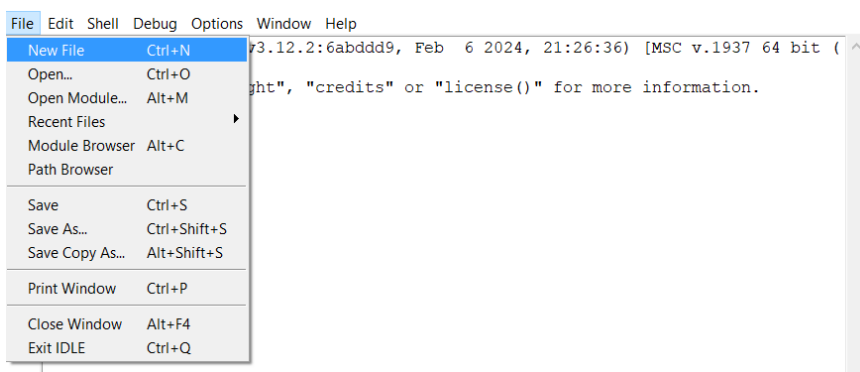 File Edit Shell Debug Options Window Help
New File Ctrl+N
v3.12.2:6abddd9, Feb 6 2024, 21:26:36) [MSC v.1937 64 bit (
Open... Ctrl+O
Open Module... Alt+M
ght", "credits" or "license()" for more information.
Recent Files
Module Browser Alt+C
Path Browser
Save Ctrl+S
Save As... Ctrl+Shift+S
Save Copy As... Alt+Shift+S
Print Window Ctrl+P
Close Window Alt+F4
Exit IDLE Ctrl+Q